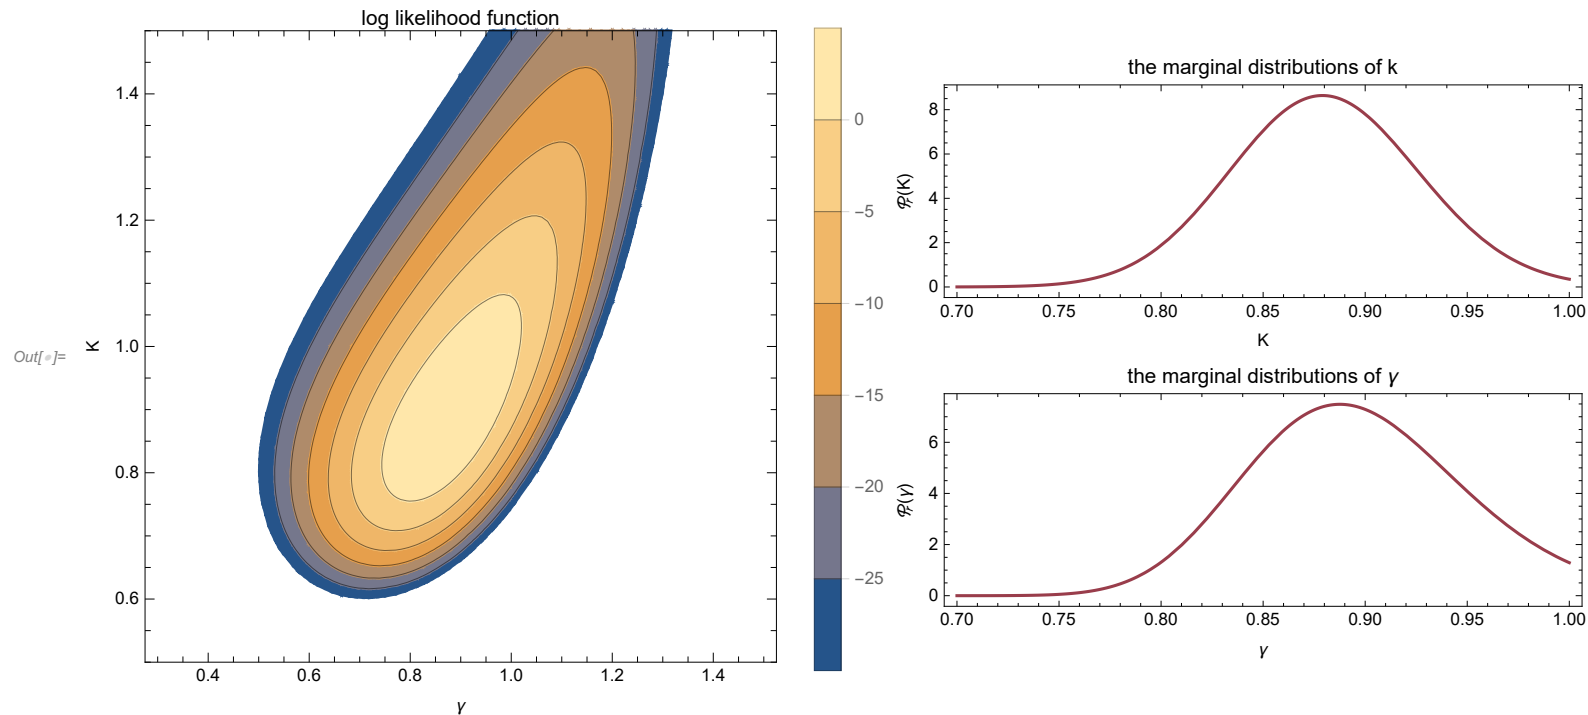 log likelihood function
1.4
1.2
1.0
0.8
0.6
K
Out[•]=
0.4 0.6 0.8 1.0 1.2 1.4
γ
0
−5
−10
−15
−20
−25
the marginal distributions of k
8
6
4
2
0
𝒫r(K)
0.70 0.75 0.80 0.85 0.90 0.95 1.00
K
the marginal distributions of γ
6
4
2
0
𝒫r(γ)
0.70 0.75 0.80 0.85 0.90 0.95 1.00
γ